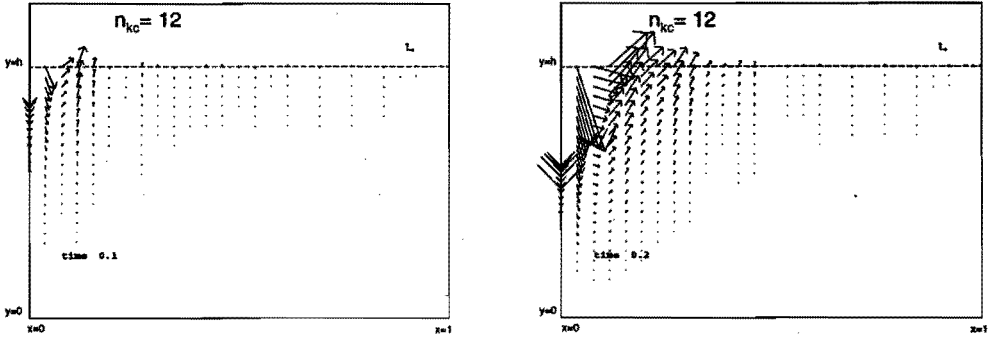 n_kc= 12
y=h
time 0.1
y=0
x=0 x=1
n_kc= 12
y=h
time 0.2
y=0
x=0 x=1